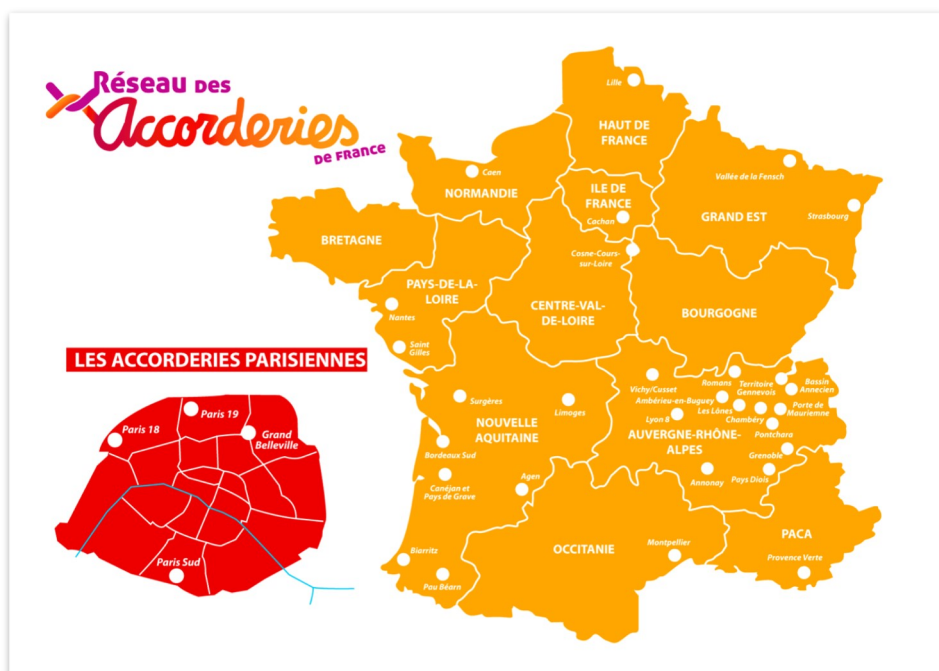 Réseau DES
Accorderies
DE FRANCE
Lille
HAUT DE
FRANCE
Caen
NORMANDIE
ILE DE
FRANCE
Cachan
Vallée de la Fensch
Strasbourg
GRAND EST
BRETAGNE
Cosne-Cours-
sur-Loire
PAYS-DE-LA-
LOIRE
Nantes
Saint
Gilles
CENTRE-VAL-
DE-LOIRE
BOURGOGNE
LES ACCORDERIES PARISIENNES
Paris 18
Paris 19
Grand
Belleville
Paris Sud
Surgères
Limoges
NOUVELLE
AQUITAINE
Bordeaux Sud
Canéjan et
Pays de Grave
Agen
Biarritz
Pau Béarn
Vichy/Cusset
Romans
Territoire
Gennevois
Bassin
Annecien
Ambérieu-en-Buguey
Les Lônes
Chambéry
Porte de
Mauriemne
Lyon 8
Pontchara
AUVERGNE-RHÔNE-
ALPES
Grenoble
Annonay
Pays Diois
OCCITANIE
Montpellier
PACA
Provence Verte